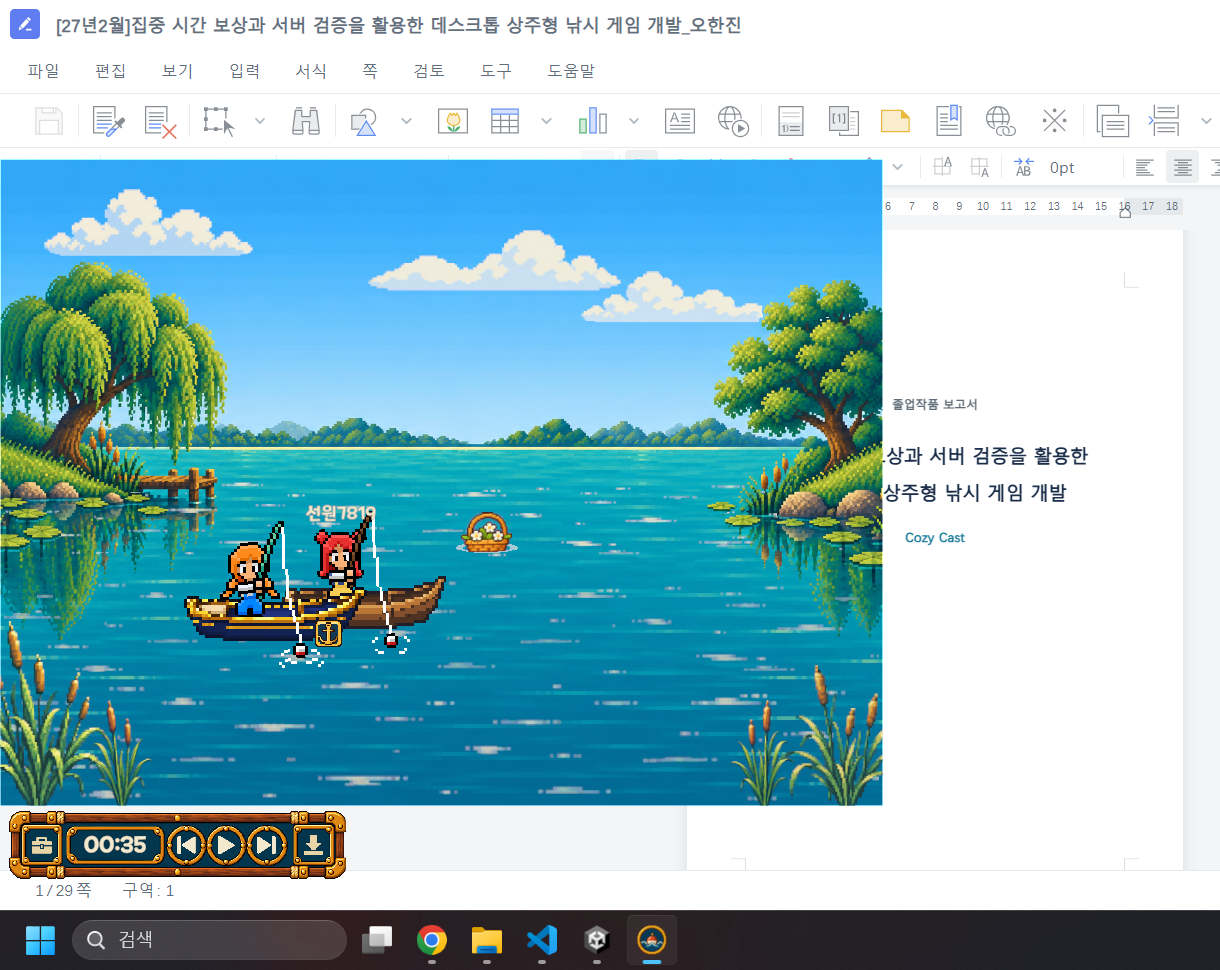 [27년2월]집중 시간 보상과 서버 검증을 활용한 데스크톱 상주형 낚시 게임 개발_오한진
파일 편집 보기 입력 서식 쪽 검토 도구 도움말
0pt
6 7 8 9 10 11 12 13 14 15 16 17 18
졸업작품 보고서
상과 서버 검증을 활용한
상주형 낚시 게임 개발
Cozy Cast
선원7819
00:35
1 / 29 쪽 구역 : 1
검색